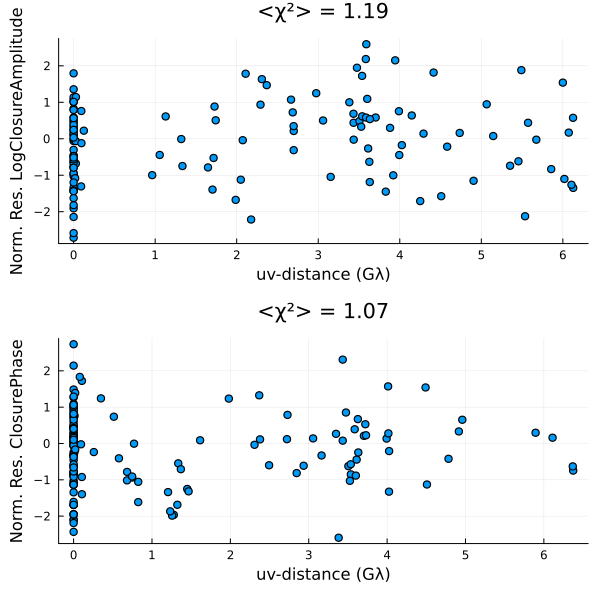 <χ²> = 1.19
Norm. Res. LogClosureAmplitude
2
1
0
−1
−2
0 1 2 3 4 5 6
uv-distance (Gλ)
<χ²> = 1.07
Norm. Res. ClosurePhase
2
1
0
−1
−2
0 1 2 3 4 5 6
uv-distance (Gλ)